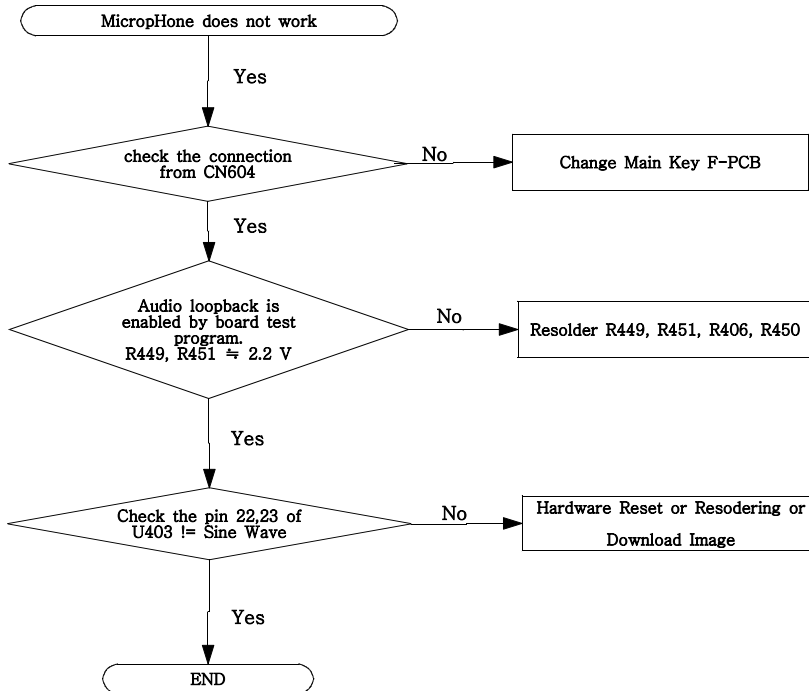 MicropHone does not work
Yes
check the connection
from CN604
No
Change Main Key F-PCB
Yes
Audio loopback is
enabled by board test
program.
R449, R451 ≒ 2.2 V
No
Resolder R449, R451, R406, R450
Yes
Check the pin 22,23 of
U403 != Sine Wave
No
Hardware Reset or Resodering or
Download Image
Yes
END